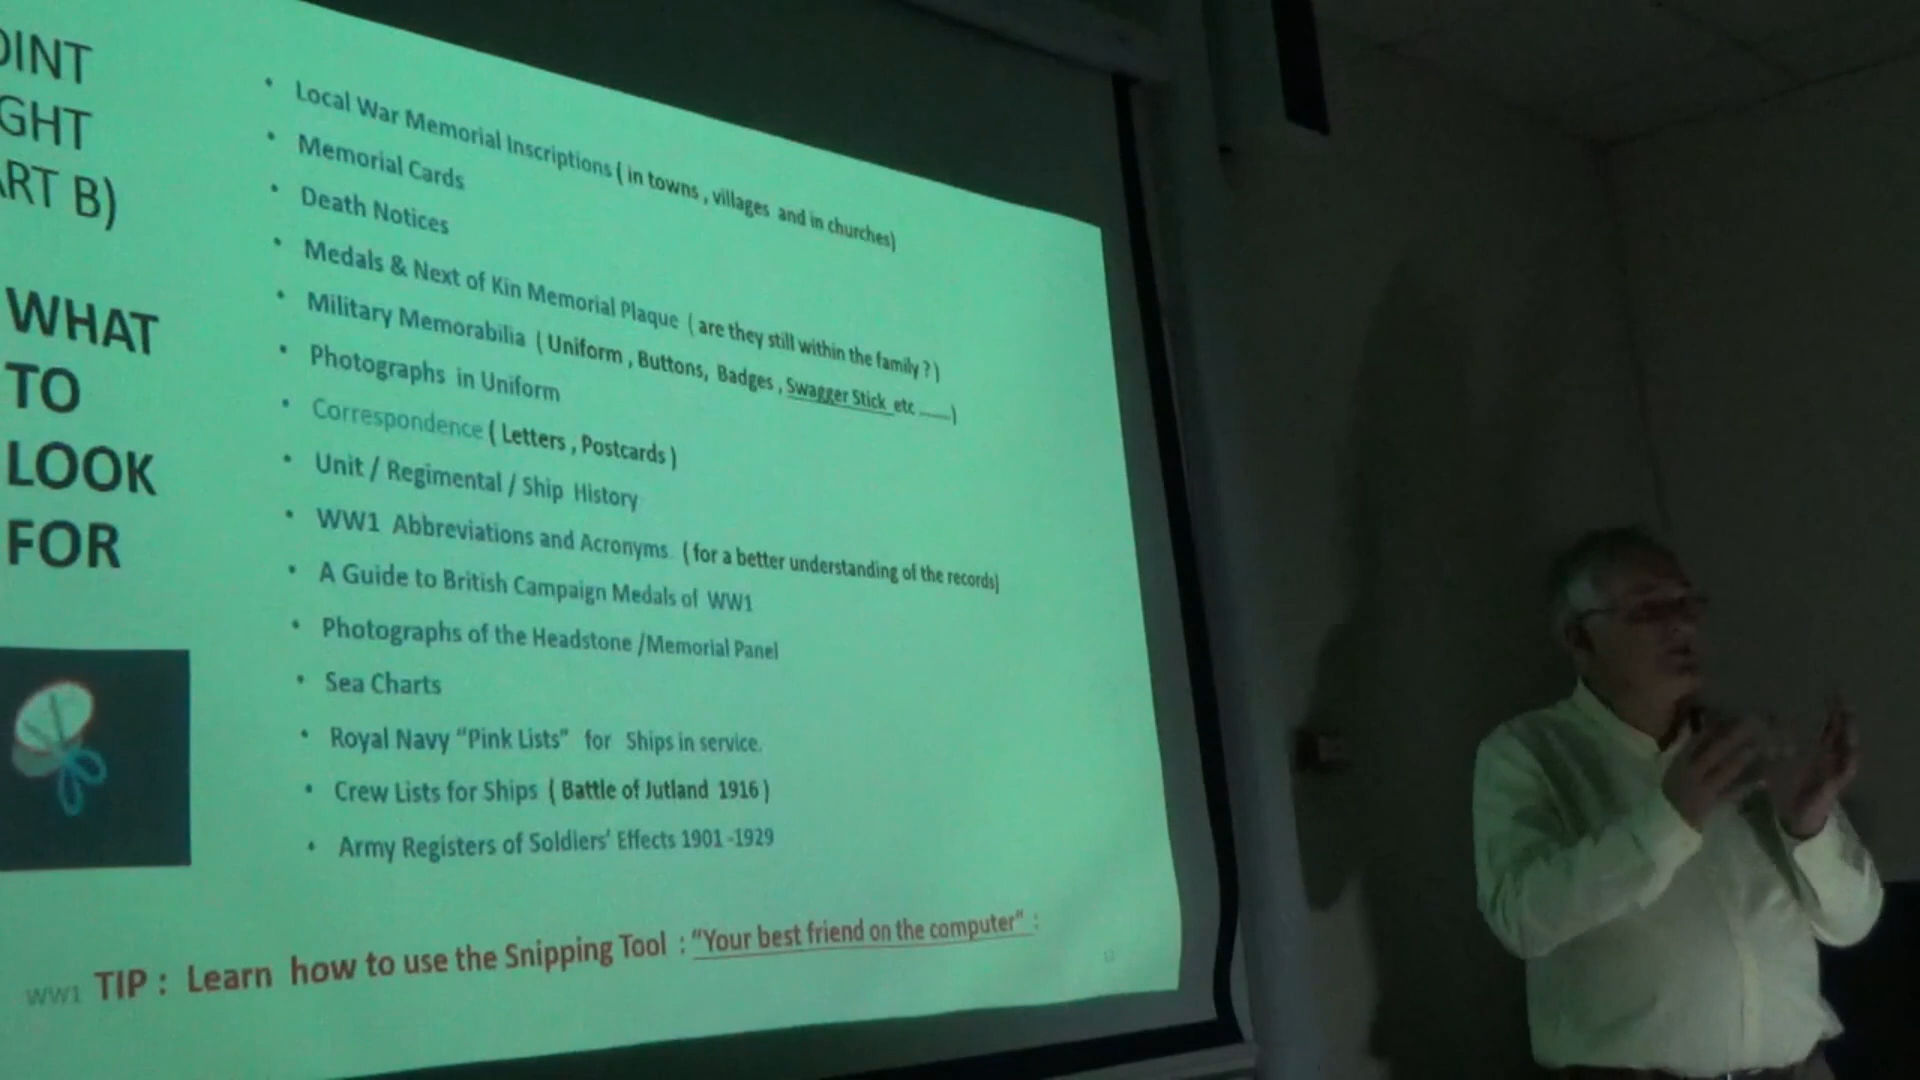 OINT
GHT
ART B)
WHAT
TO
LOOK
FOR
• Local War Memorial Inscriptions ( in towns , villages and in churches)
• Memorial Cards
• Death Notices
• Medals & Next of Kin Memorial Plaque ( are they still within the family ? )
• Military Memorabilia ( Uniform , Buttons, Badges , Swagger Stick etc ......)
• Photographs in Uniform
• Correspondence ( Letters , Postcards )
• Unit / Regimental / Ship History
• WW1 Abbreviations and Acronyms ( for a better understanding of the records)
• A Guide to British Campaign Medals of WW1
• Photographs of the Headstone /Memorial Panel
• Sea Charts
• Royal Navy “Pink Lists” for Ships in service.
• Crew Lists for Ships ( Battle of Jutland 1916 )
• Army Registers of Soldiers’ Effects 1901 -1929
WW1 TIP : Learn how to use the Snipping Tool : “Your best friend on the computer” :